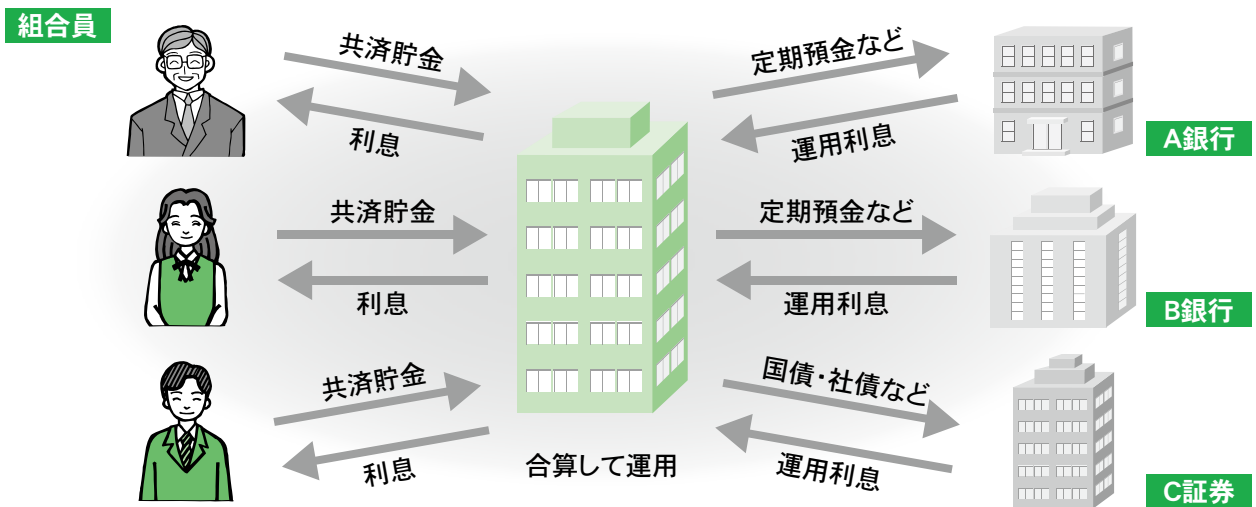 組合員
共済貯金
利息
定期預金など
運用利息
A銀行
共済貯金
利息
定期預金など
運用利息
B銀行
共済貯金
利息
合算して運用
国債・社債など
運用利息
C証券